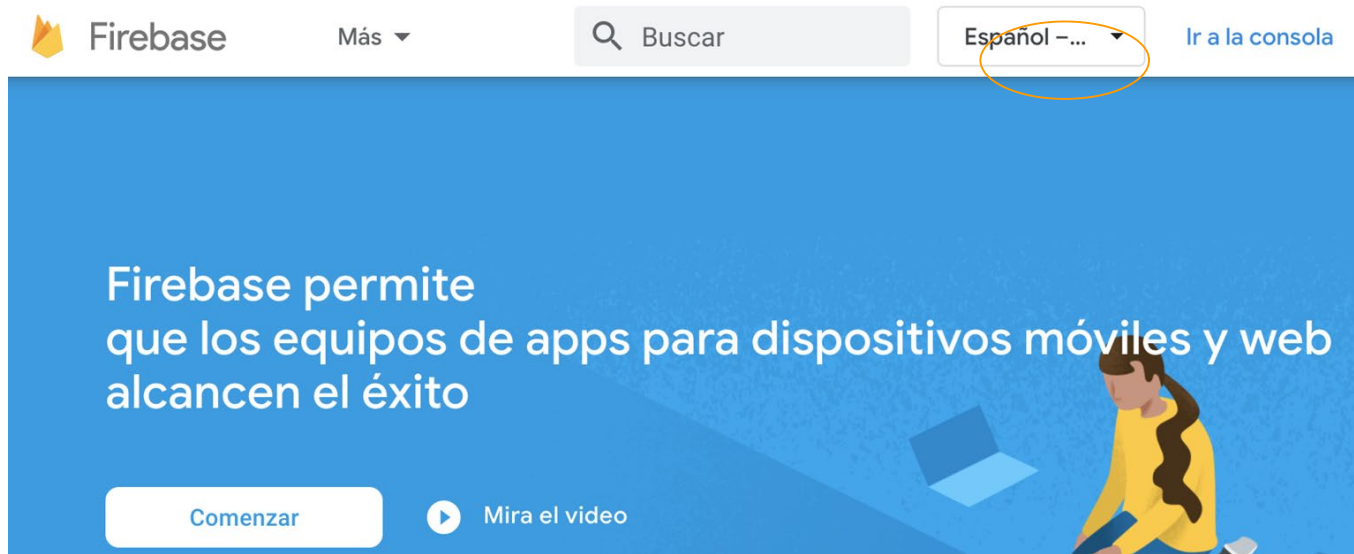 Firebase
Más
Buscar
Español –...
Ir a la consola
Firebase permite
que los equipos de apps para dispositivos móviles y web
alcancen el éxito
Comenzar
Mira el video